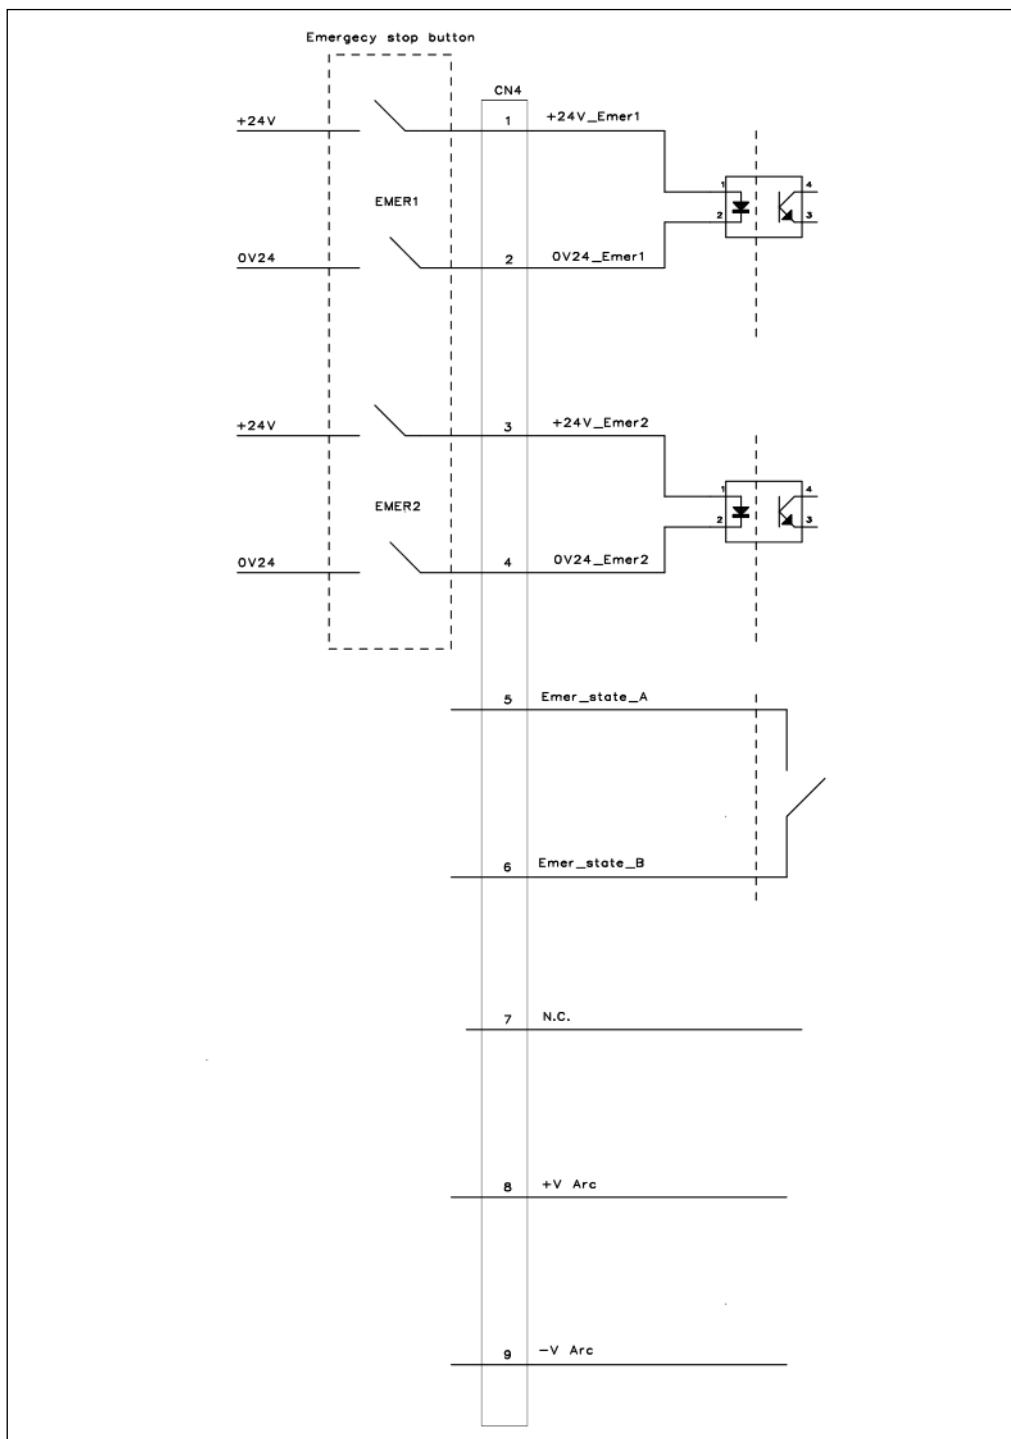 Emergecy stop button
CN4
+24V
1
+24V_Emer1
1
4
EMER1
2
3
0V24
2
0V24_Emer1
+24V
3
+24V_Emer2
1
4
EMER2
2
3
0V24
4
0V24_Emer2
5
Emer_state_A
6
Emer_state_B
7
N.C.
8
+V Arc
9
-V Arc